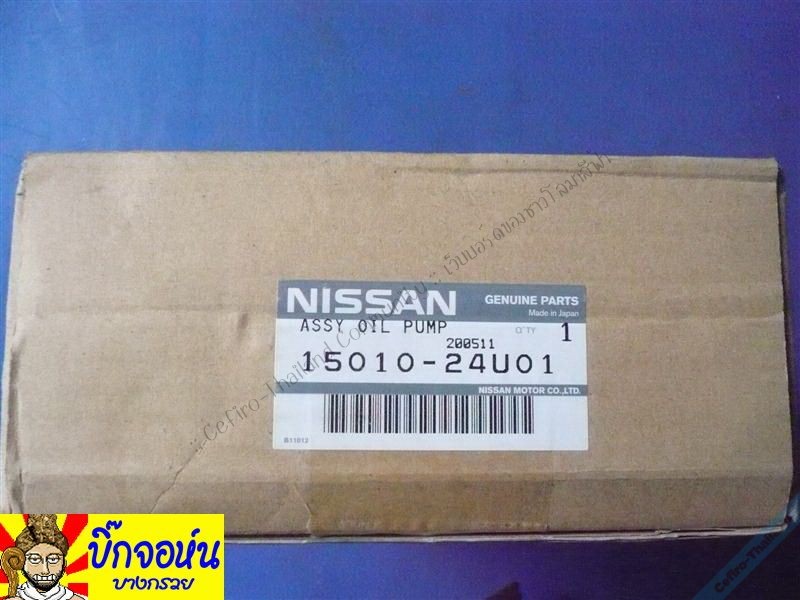 NISSAN
GENUINE PARTS
Made in Japan
ASSY OIL PUMP
Q'TY 1
200511
15010-24U01
NISSAN MOTOR CO.,LTD.
B11012
บิ๊กจอห์น
บางกรวย